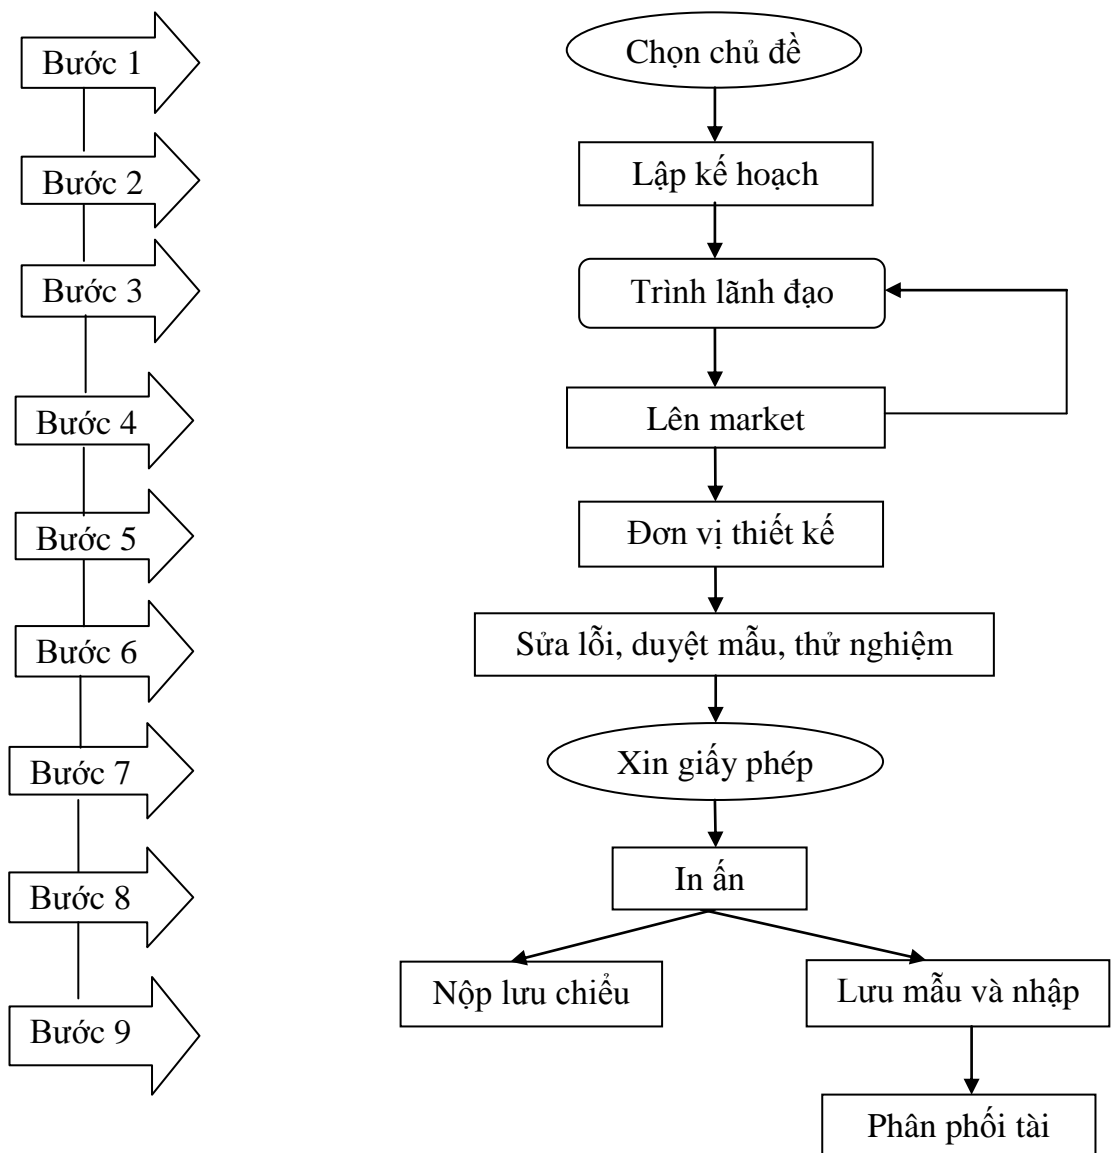 Bước 1
Chọn chủ đề
Bước 2
Lập kế hoạch
Bước 3
Trình lãnh đạo
Bước 4
Lên market
Bước 5
Đơn vị thiết kế
Bước 6
Sửa lỗi, duyệt mẫu, thử nghiệm
Bước 7
Xin giấy phép
Bước 8
In ấn
Nộp lưu chiểu
Lưu mẫu và nhập
Bước 9
Phân phối tài